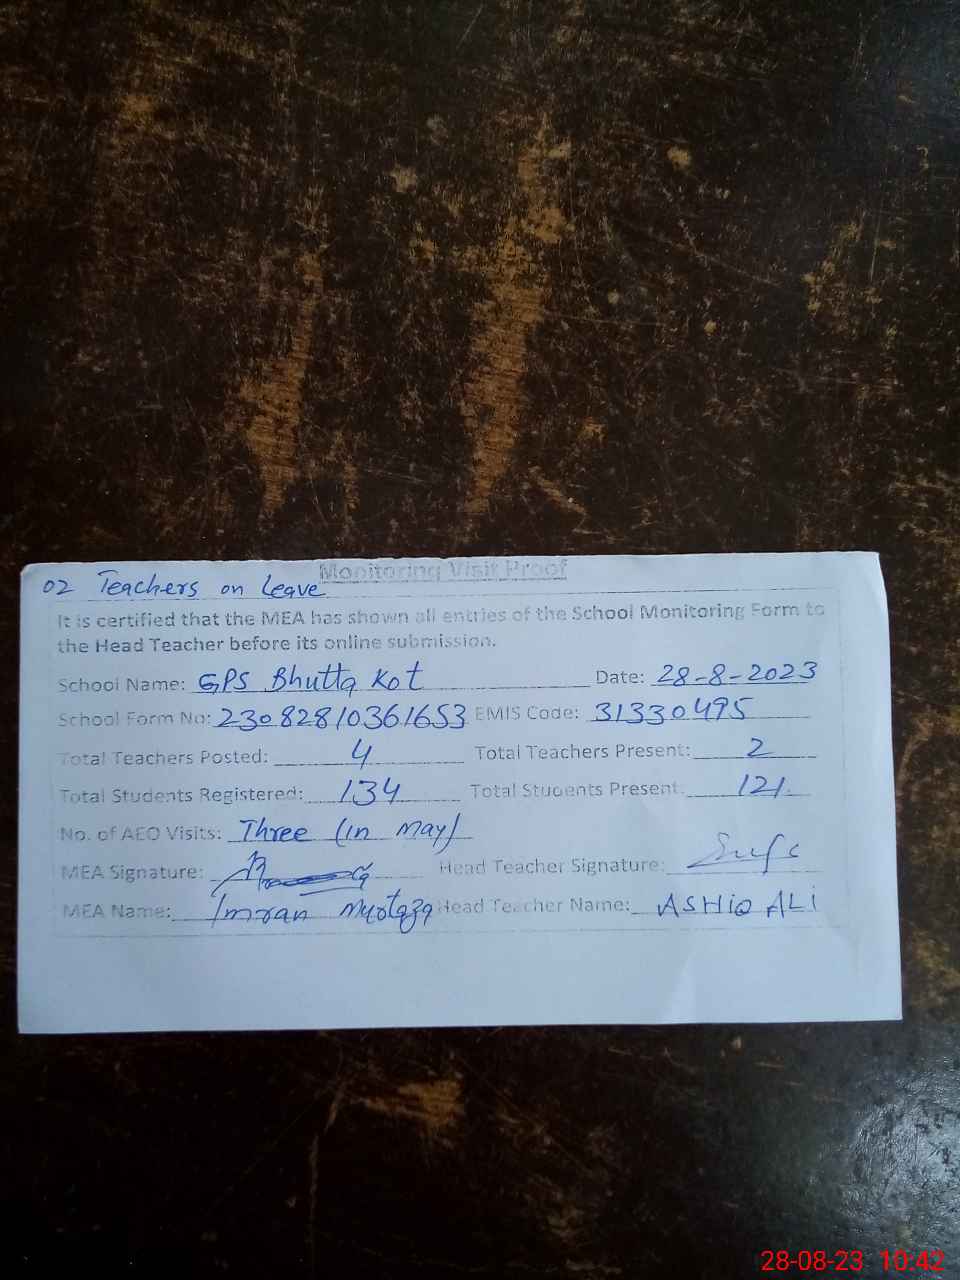 Monitoring Visit Proof
02 Teachers on Leave
It is certified that the MEA has shown all entries of the School Monitoring Form to
the Head Teacher before its online submission.
School Name: GPS Bhutta Kot Date: 28-8-2023
School Form No: 23082810361653 EMIS Code: 31330495
Total Teachers Posted: 4 Total Teachers Present: 2
Total Students Registered: 134 Total Students Present: 121.
No. of AEO Visits: Three (in may)
MEA Signature: Head Teacher Signature:
MEA Name: Imran Murtaza Head Teacher Name: ASHIQ ALi
28-08-23 10:42